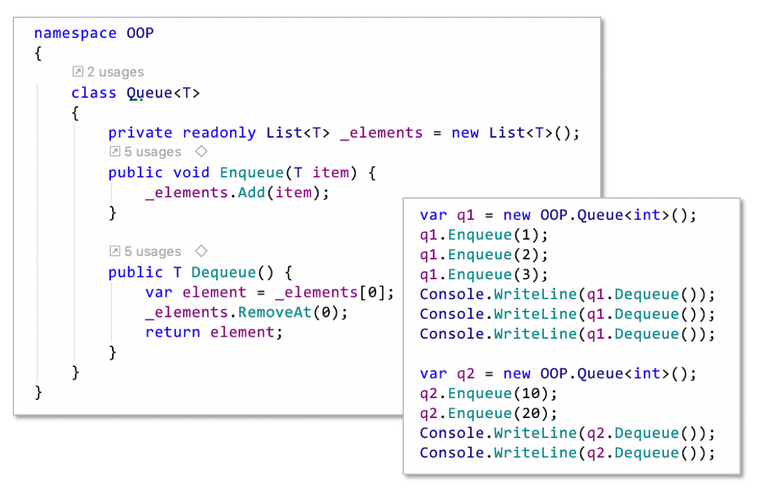 namespace OOP
{
2 usages
class Queue<T>
{
private readonly List<T> _elements = new List<T>();
5 usages
public void Enqueue(T item) {
_elements.Add(item);
}
5 usages
public T Dequeue() {
var element = _elements[0];
_elements.RemoveAt(0);
return element;
}
}
}
var q1 = new OOP.Queue<int>();
q1.Enqueue(1);
q1.Enqueue(2);
q1.Enqueue(3);
Console.WriteLine(q1.Dequeue());
Console.WriteLine(q1.Dequeue());
Console.WriteLine(q1.Dequeue());
var q2 = new OOP.Queue<int>();
q2.Enqueue(10);
q2.Enqueue(20);
Console.WriteLine(q2.Dequeue());
Console.WriteLine(q2.Dequeue());